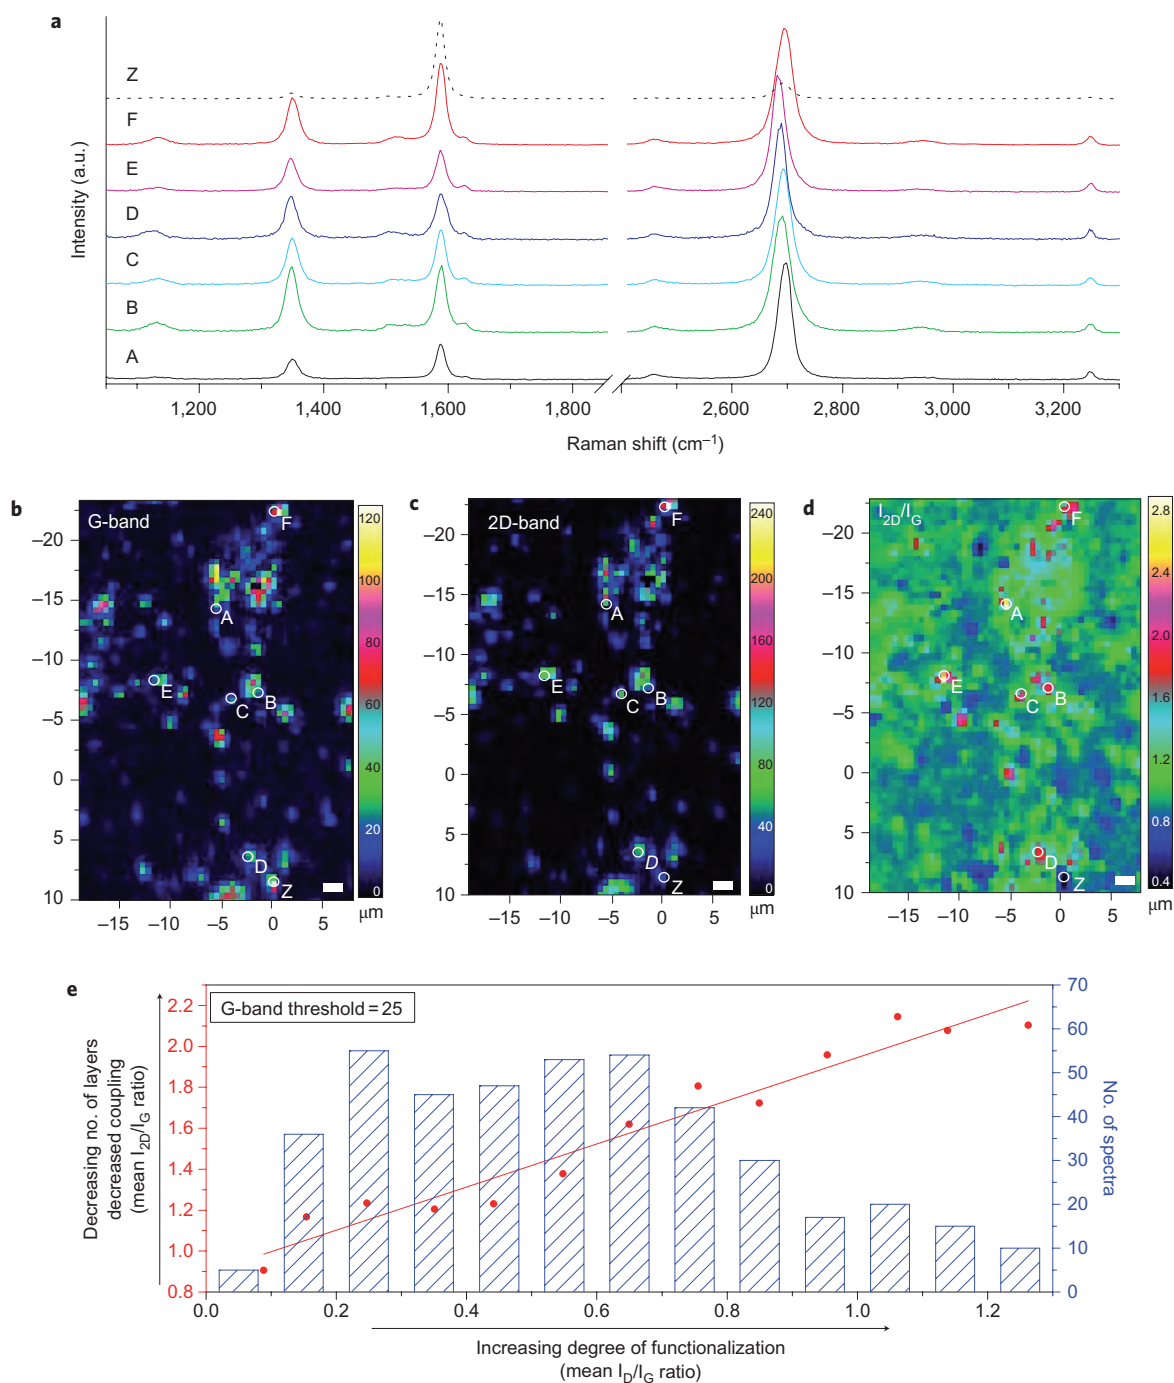 a
Z
F
E
D
C
B
A
Intensity (a.u.)
1,200
1,400
1,600
1,800
2,600
2,800
3,000
3,200
Raman shift (cm⁻¹)
b
G-band
F
A
E
C
B
D
Z
–20
–15
–10
–5
0
5
10
–15
–10
–5
0
5
μm
120
100
80
60
40
20
0
c
2D-band
F
A
E
C
B
D
Z
–20
–15
–10
–5
0
5
10
–15
–10
–5
0
5
μm
240
200
160
120
80
40
0
d
I2D/IG
F
A
E
C
B
D
Z
–20
–15
–10
–5
0
5
10
–15
–10
–5
0
5
μm
2.8
2.4
2.0
1.6
1.2
0.8
0.4
e
G-band threshold = 25
Decreasing no. of layers
decreased coupling
(mean I2D/IG ratio)
2.2
2.0
1.8
1.6
1.4
1.2
1.0
0.8
70
60
50
40
30
20
10
0
No. of spectra
0.0
0.2
0.4
0.6
0.8
1.0
1.2
Increasing degree of functionalization
(mean ID/IG ratio)